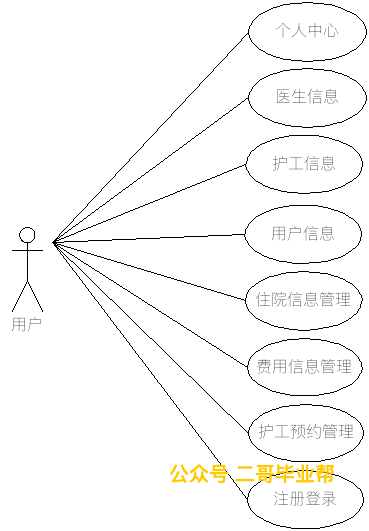 个人中心
医生信息
护工信息
用户信息
用户
住院信息管理
费用信息管理
护工预约管理
公众号 二哥毕业帮
注册登录